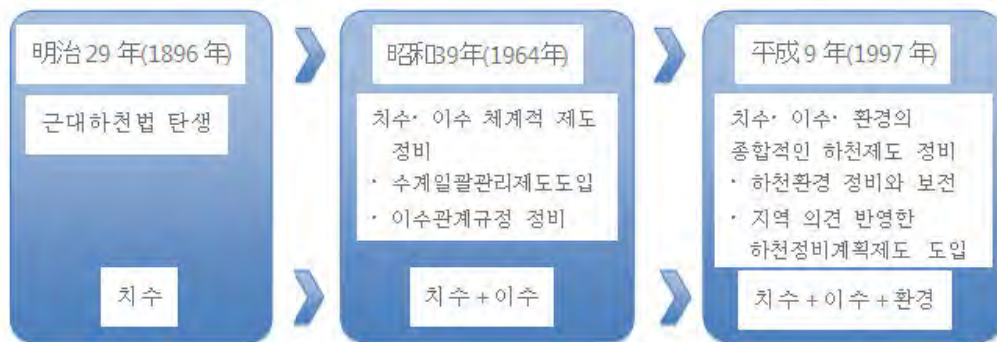 明治 29 年(1896 年)
근대하천법 탄생
치수
昭和39年(1964年)
치수· 이수 체계적 제도
정비
· 수계일괄관리제도도입
· 이수관계규정 정비
치수 + 이수
平成 9 年(1997 年)
치수· 이수· 환경의
종합적인 하천제도 정비
· 하천환경 정비와 보전
· 지역 의견 반영한
하천정비계획제도 도입
치수 + 이수 + 환경